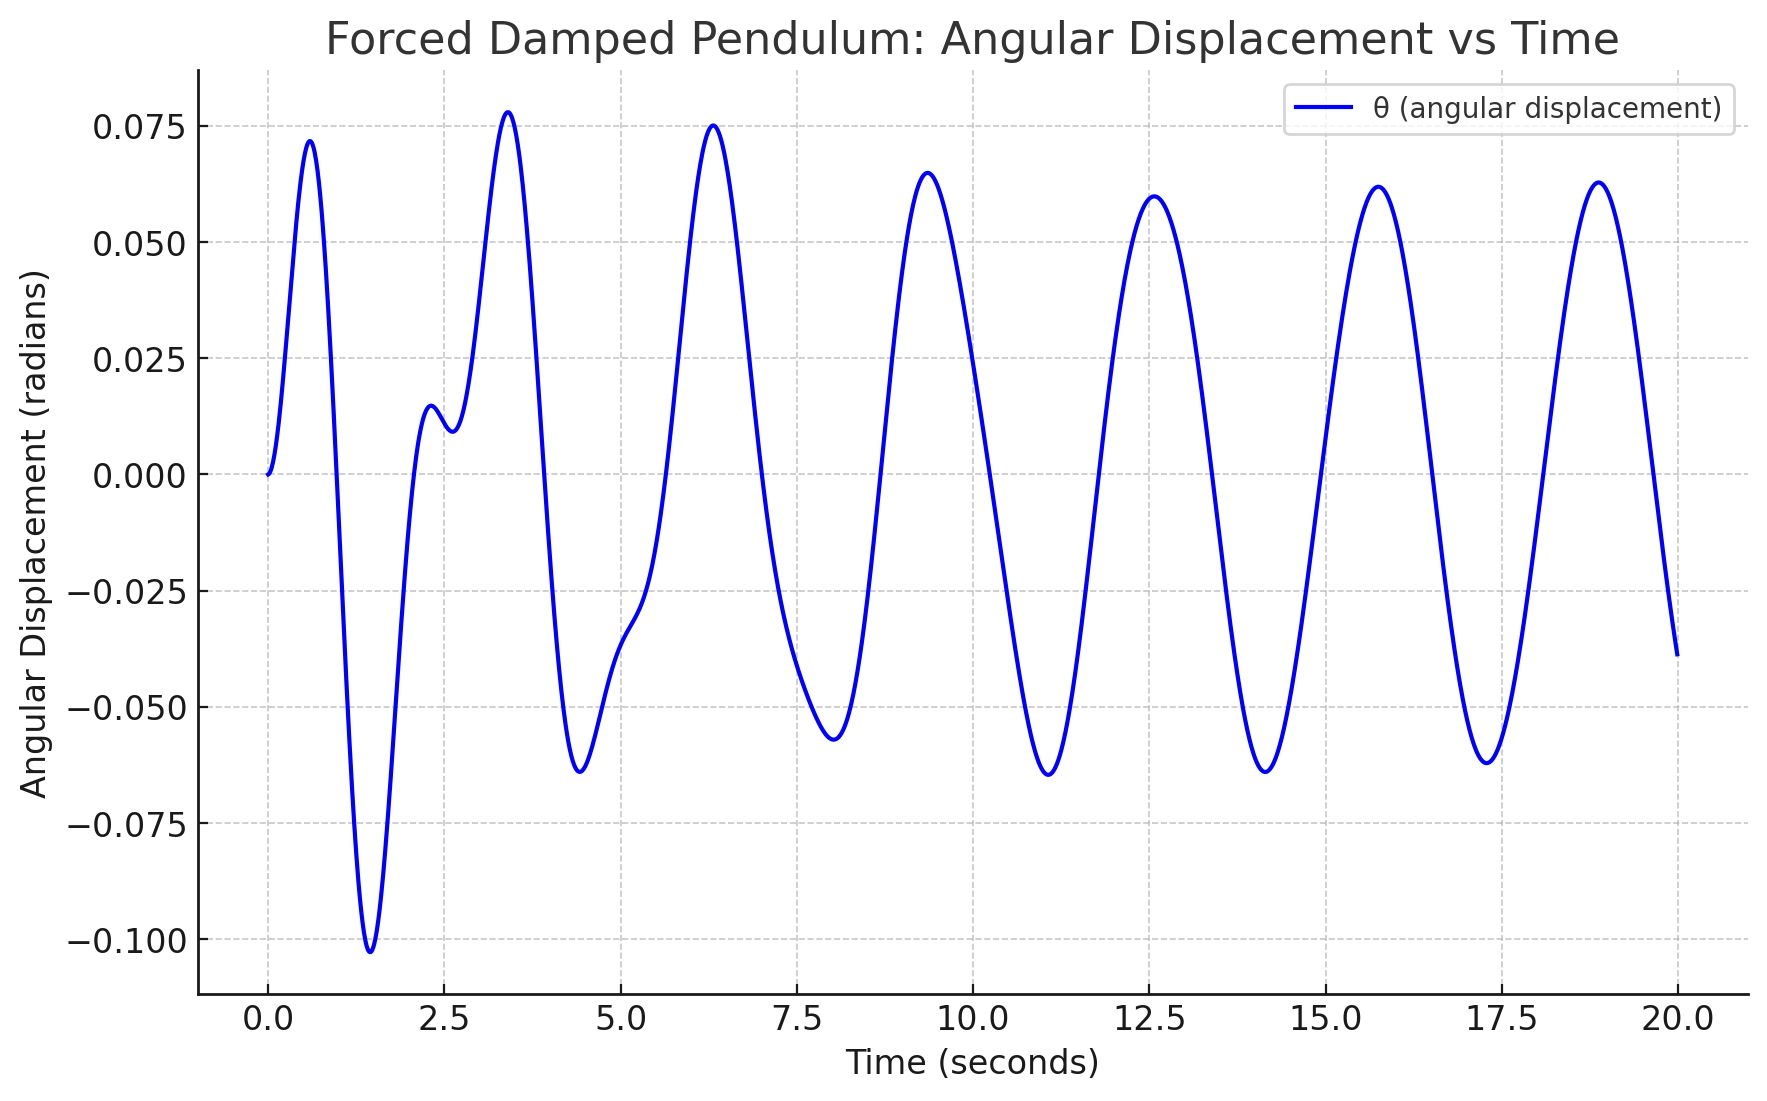 Forced Damped Pendulum: Angular Displacement vs Time
θ (angular displacement)
Angular Displacement (radians)
0.075
0.050
0.025
0.000
−0.025
−0.050
−0.075
−0.100
0.0 2.5 5.0 7.5 10.0 12.5 15.0 17.5 20.0
Time (seconds)